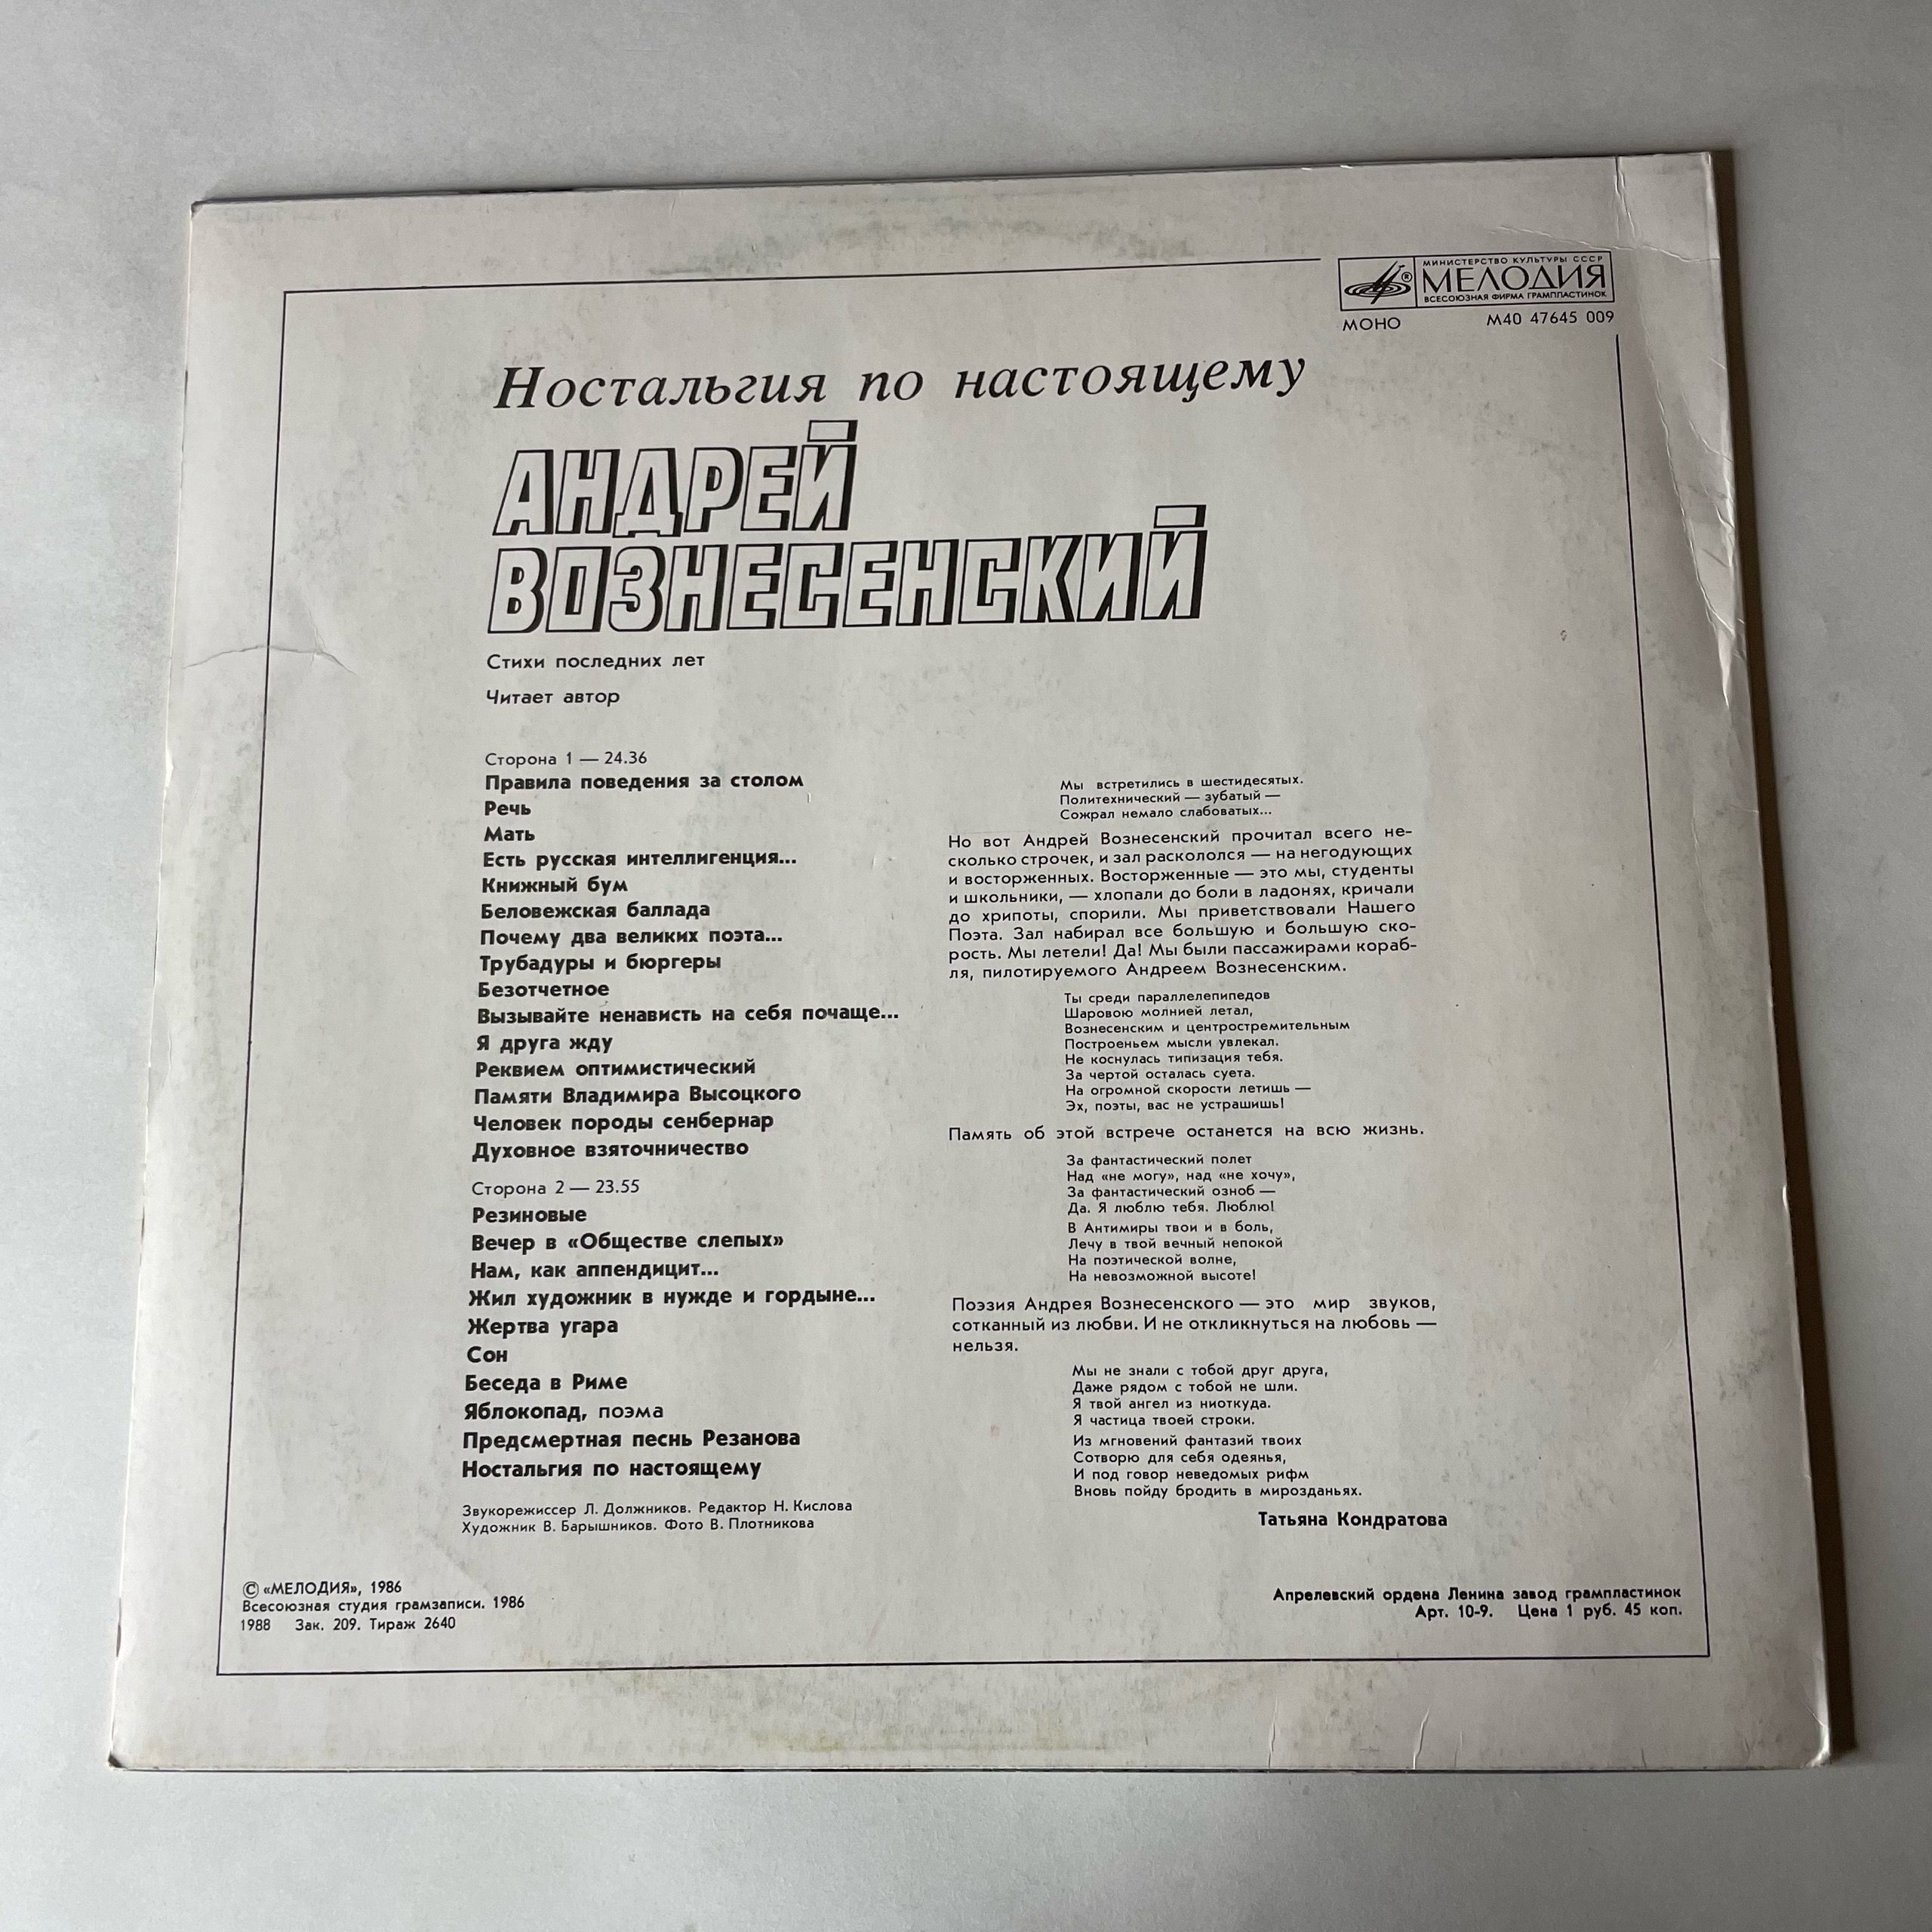 МИНИСТЕРСТВО КУЛЬТУРЫ СССР
МЕЛОДИЯ
ВСЕСОЮЗНАЯ ФИРМА ГРАМПЛАСТИНОК
®
МОНО М40 47645 009
Ностальгия по настоящему
АНДРЕЙ
ВОЗНЕСЕНСКИЙ
Стихи последних лет
Читает автор
Сторона 1 — 24.36
Правила поведения за столом
Речь
Мать
Есть русская интеллигенция...
Книжный бум
Беловежская баллада
Почему два великих поэта...
Трубадуры и бюргеры
Безотчетное
Вызывайте ненависть на себя почаще...
Я друга жду
Реквием оптимистический
Памяти Владимира Высоцкого
Человек породы сенбернар
Духовное взяточничество
Сторона 2 — 23.55
Резиновые
Вечер в «Обществе слепых»
Нам, как аппендицит...
Жил художник в нужде и гордыне...
Жертва угара
Сон
Беседа в Риме
Яблокопад, поэма
Предсмертная песнь Резанова
Ностальгия по настоящему
Звукорежиссер Л. Должников. Редактор Н. Кислова
Художник В. Барышников. Фото В. Плотникова
Мы встретились в шестидесятых.
Политехнический — зубатый —
Сожрал немало слабоватых...
Но вот Андрей Вознесенский прочитал всего не-
сколько строчек, и зал раскололся — на негодующих
и восторженных. Восторженные — это мы, студенты
и школьники, — хлопали до боли в ладонях, кричали
до хрипоты, спорили. Мы приветствовали Нашего
Поэта. Зал набирал все большую и большую ско-
рость. Мы летели! Да! Мы были пассажирами кораб-
ля, пилотируемого Андреем Вознесенским.
Ты среди параллелепипедов
Шаровою молнией летал,
Вознесенским и центростремительным
Построеньем мысли увлекал.
Не коснулась типизация тебя.
За чертой осталась суета.
На огромной скорости летишь —
Эх, поэты, вас не устрашишь!
Память об этой встрече останется на всю жизнь.
За фантастический полет
Над «не могу», над «не хочу»,
За фантастический озноб —
Да. Я люблю тебя. Люблю!
В Антимиры твои и в боль,
Лечу в твой вечный непокой
На поэтической волне,
На невозможной высоте!
Поэзия Андрея Вознесенского — это мир звуков,
сотканный из любви. И не откликнуться на любовь —
нельзя.
Мы не знали с тобой друг друга,
Даже рядом с тобой не шли.
Я твой ангел из ниоткуда.
Я частица твоей строки.
Из мгновений фантазий твоих
Сотворю для себя одеянья,
И под говор неведомых рифм
Вновь пойду бродить в мирозданьях.
Татьяна Кондратова
© «МЕЛОДИЯ», 1986
Всесоюзная студия грамзаписи. 1986
1988 Зак. 209. Тираж 2640
Апрелевский ордена Ленина завод грампластинок
Арт. 10-9. Цена 1 руб. 45 коп.